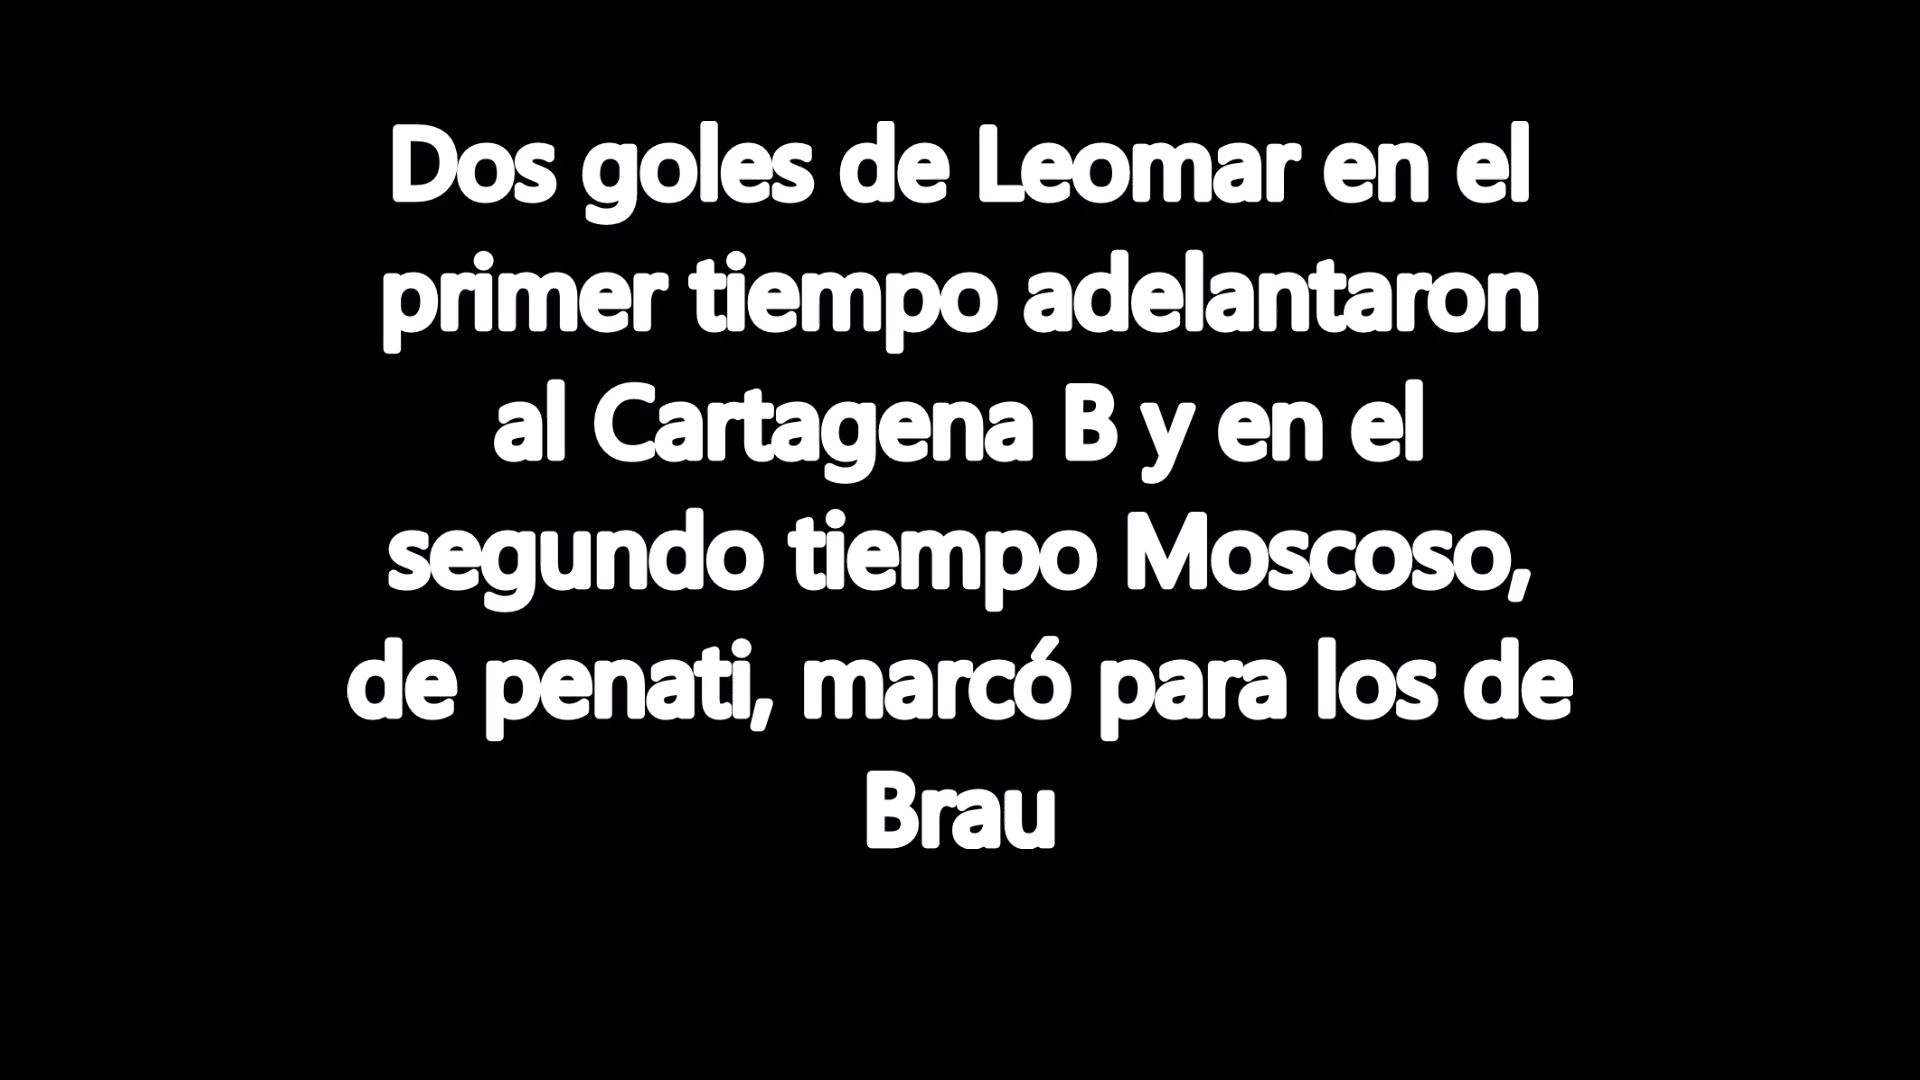 Dos goles de Leomar en el
primer tiempo adelantaron
al Cartagena B y en el
segundo tiempo Moscoso,
de penati, marcó para los de
Brau